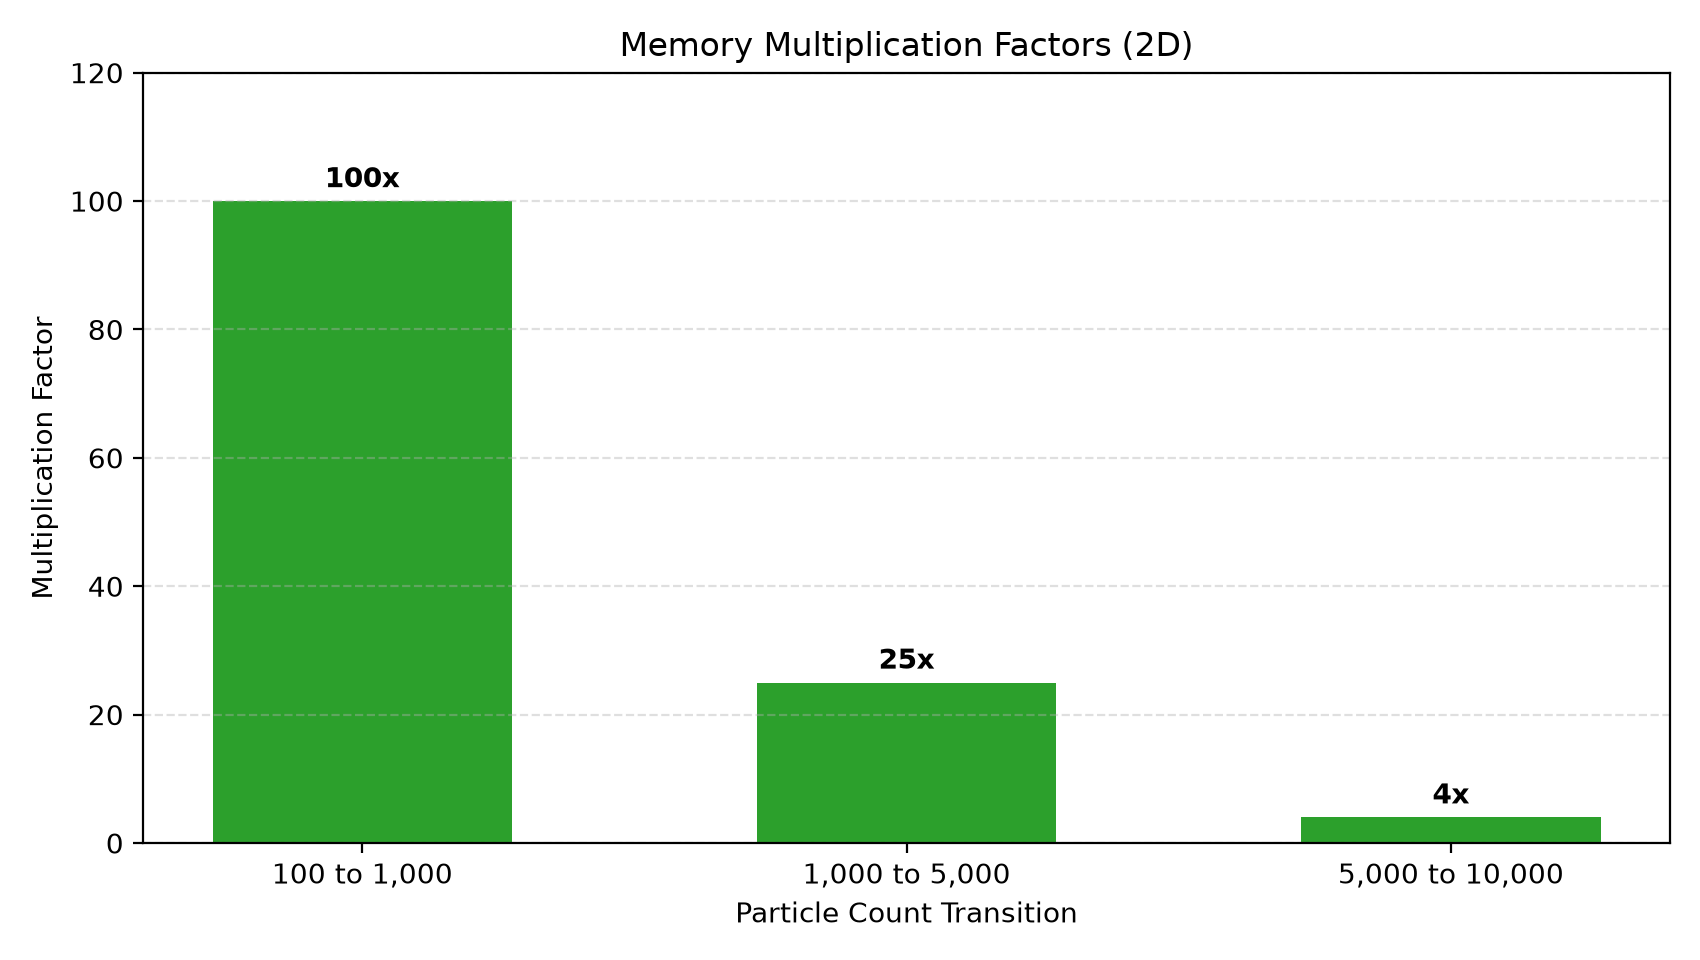 Memory Multiplication Factors (2D)
120
100
80
60
40
20
0
Multiplication Factor
100x
25x
4x
100 to 1,000
1,000 to 5,000
5,000 to 10,000
Particle Count Transition